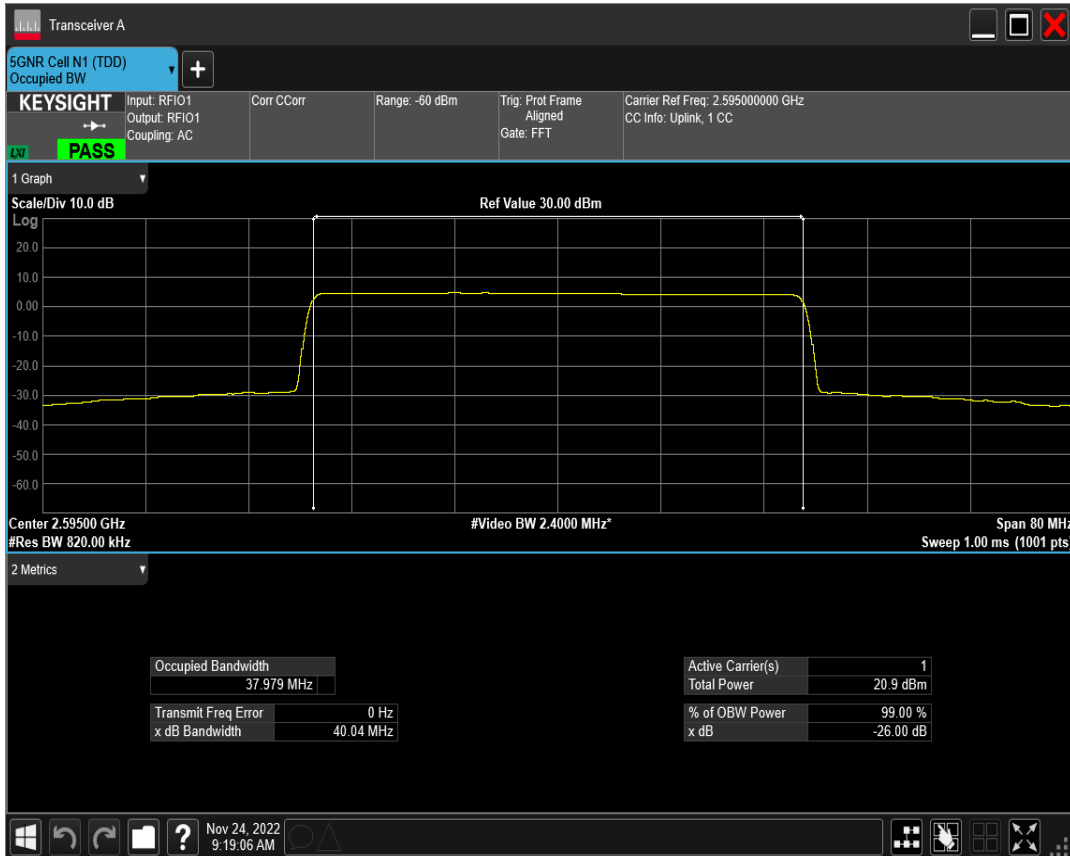 Transceiver A
5GNR Cell N1 (TDD)
Occupied BW
+
KEYSIGHT
LXI
PASS
Input: RFIO1
Output: RFIO1
Coupling: AC
Corr CCorr
Range: -60 dBm
Trig: Prot Frame
Aligned
Gate: FFT
Carrier Ref Freq: 2.595000000 GHz
CC Info: Uplink, 1 CC
1 Graph
Scale/Div 10.0 dB
Ref Value 30.00 dBm
Log
20.0
10.0
0.00
-10.0
-20.0
-30.0
-40.0
-50.0
-60.0
Center 2.59500 GHz
#Video BW 2.4000 MHz*
Span 80 MHz
#Res BW 820.00 kHz
Sweep 1.00 ms (1001 pts)
2 Metrics
Occupied Bandwidth
37.979 MHz
Transmit Freq Error 0 Hz
x dB Bandwidth 40.04 MHz
Active Carrier(s) 1
Total Power 20.9 dBm
% of OBW Power 99.00 %
x dB -26.00 dB
?
Nov 24, 2022
9:19:06 AM